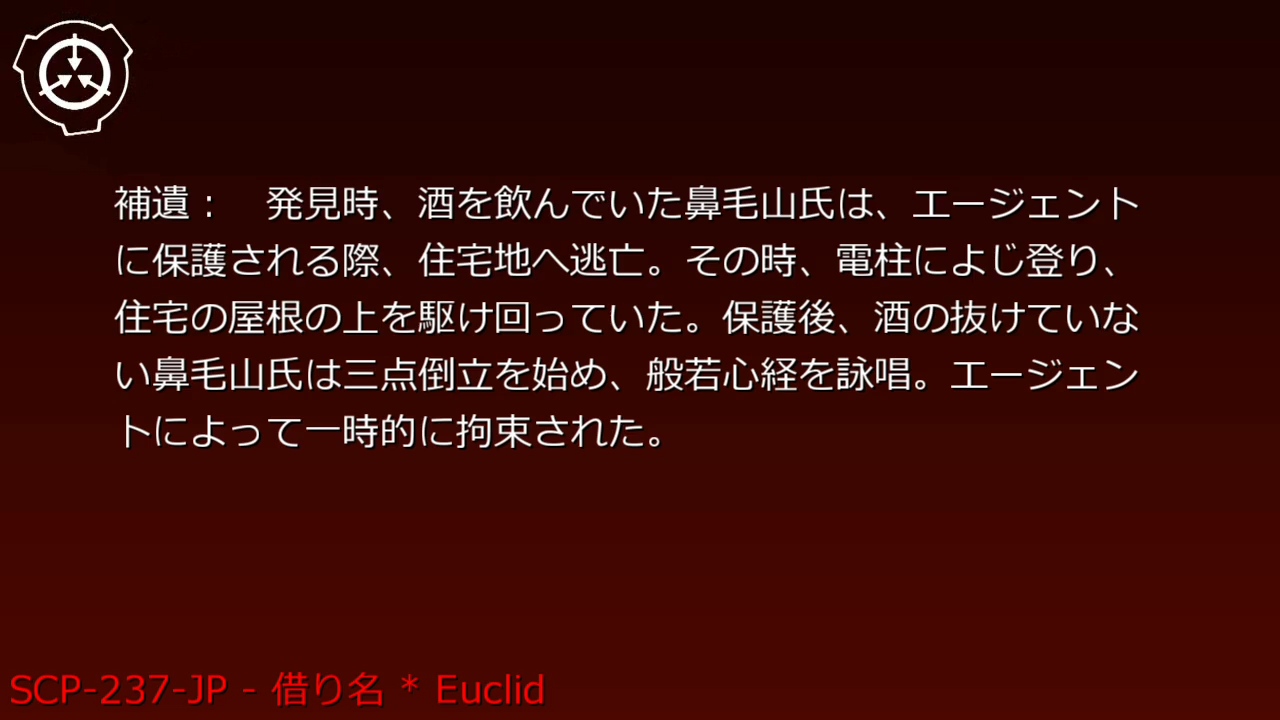 補遺：　発見時、酒を飲んでいた鼻毛山氏は、エージェント
に保護される際、住宅地へ逃亡。その時、電柱によじ登り、
住宅の屋根の上を駆け回っていた。保護後、酒の抜けていな
い鼻毛山氏は三点倒立を始め、般若心経を詠唱。エージェン
トによって一時的に拘束された。
SCP-237-JP - 借り名 * Euclid